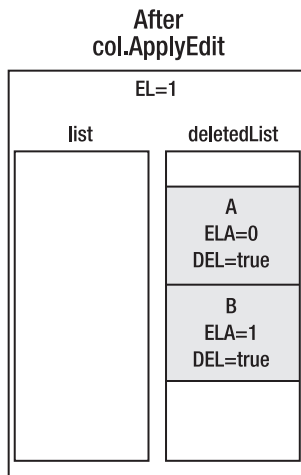 After
col.ApplyEdit
EL=1
list
deletedList
A
ELA=0
DEL=true
B
ELA=1
DEL=true